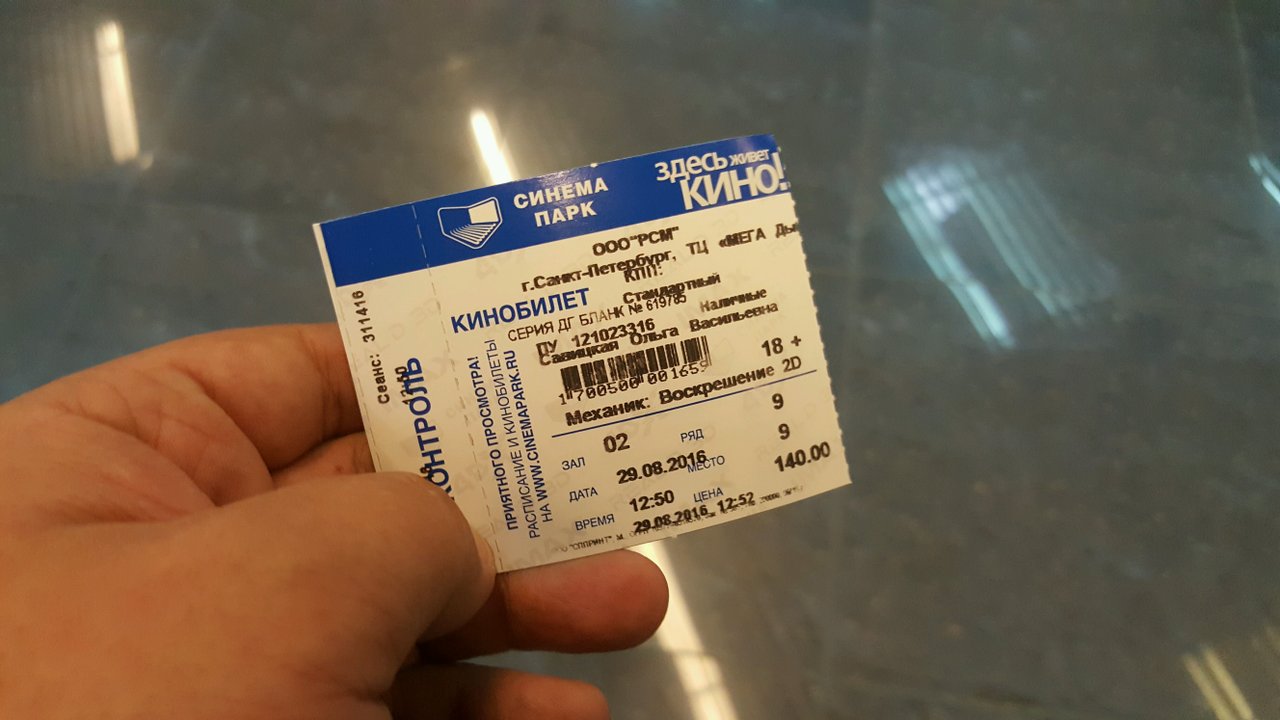 СИНЕМА
ПАРК
ЗДЕСЬ ЖИВЕТ
КИНО!
ООО "РСМ"
г.Санкт-Петербург, ТЦ «МЕГА
КПП:
КИНОБИЛЕТ
Стандартный
СЕРИЯ ДГ БЛАНК № 619785
Наличные
ПУ 121023316
Савицкая Ольга Васильевна
1 700500 001659
18 +
Механик: Воскрешение 2D
ЗАЛ 02 РЯД 9
ДАТА 29.08.2016 МЕСТО 9
ВРЕМЯ 12:50 ЦЕНА 140.00
29.08.2016 12:52
ПРИЯТНОГО ПРОСМОТРА!
РАСПИСАНИЕ И КИНОБИЛЕТЫ
НА WWW.CINEMAPARK.RU
Сеанс: 311416